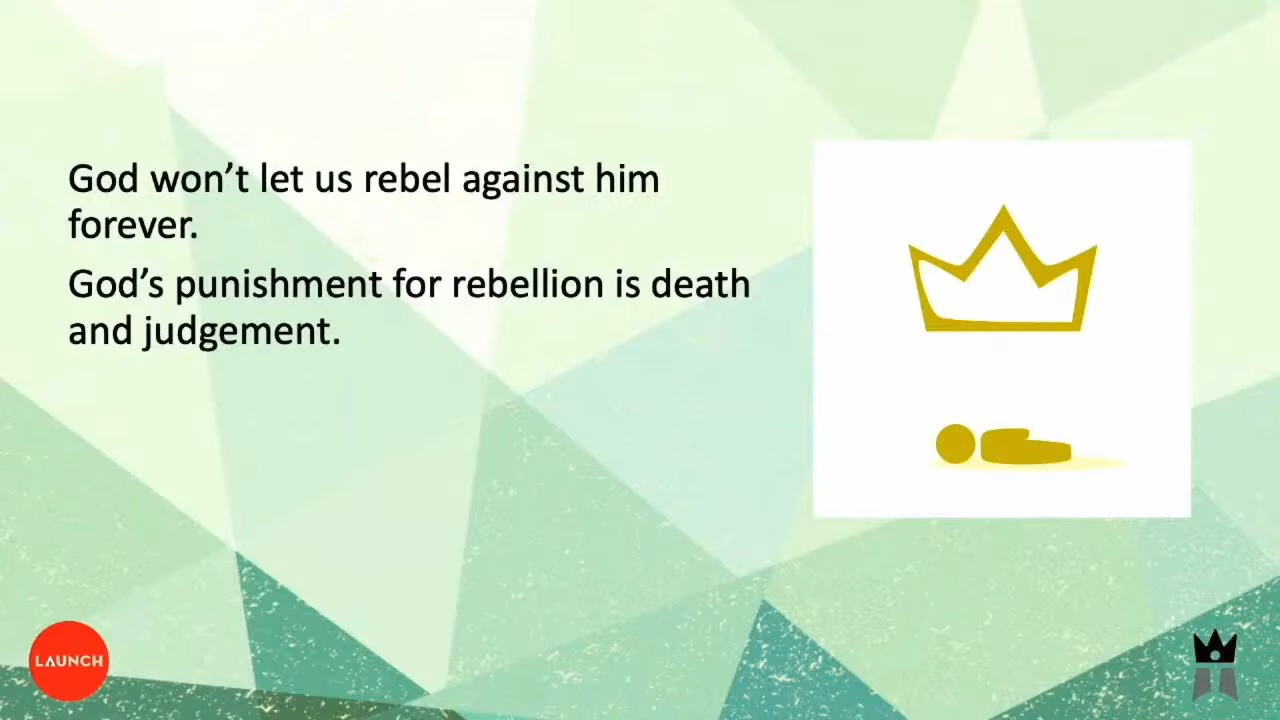 God won’t let us rebel against him
forever.
God’s punishment for rebellion is death
and judgement.
LAUNCH